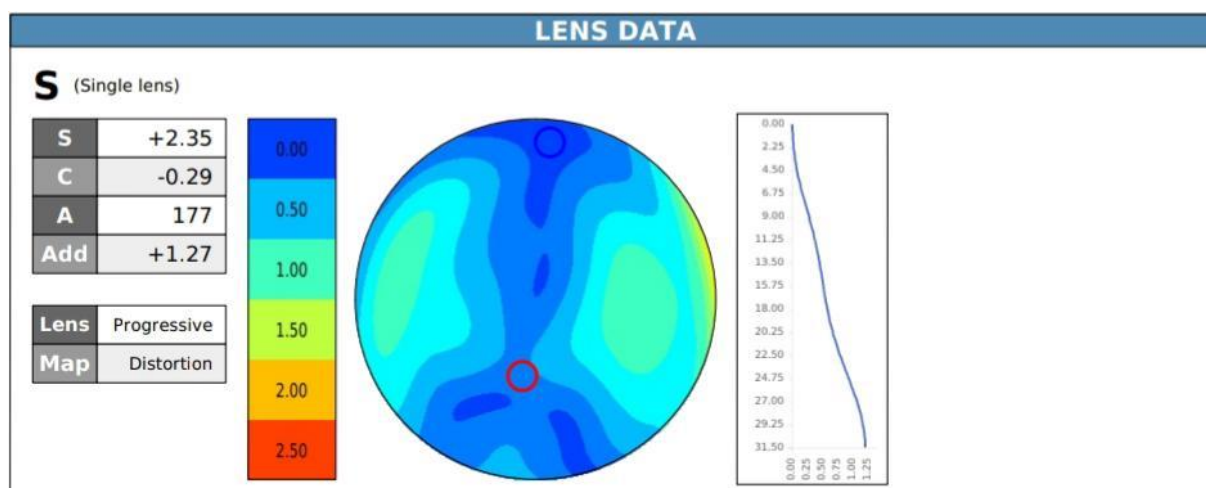 LENS DATA
S (Single lens)
S +2.35
C -0.29
A 177
Add +1.27
Lens Progressive
Map Distortion
0.00
0.50
1.00
1.50
2.00
2.50
0.00
2.25
4.50
6.75
9.00
11.25
13.50
15.75
18.00
20.25
22.50
24.75
27.00
29.25
31.50
0.00 0.25 0.50 0.75 1.00 1.25